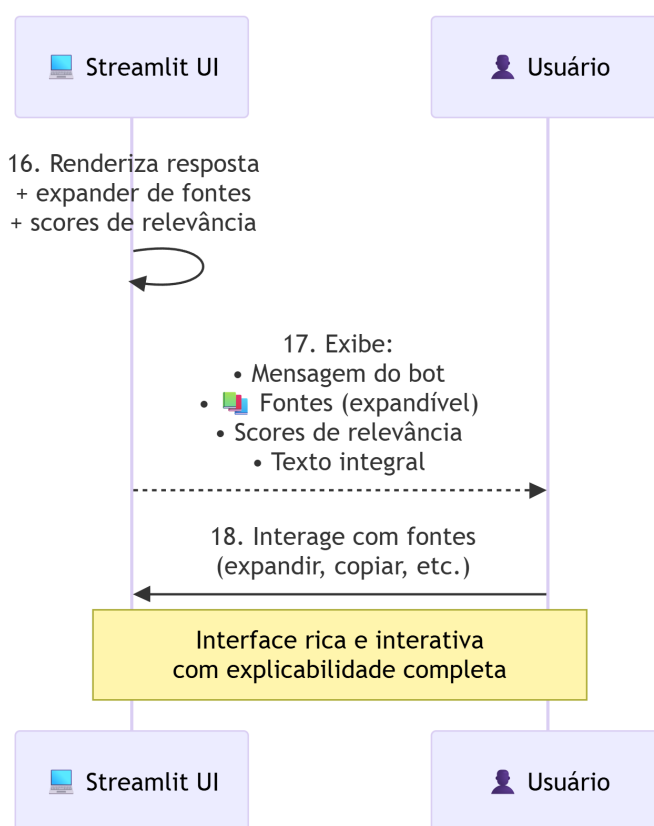 💻 Streamlit UI
👤 Usuário
16. Renderiza resposta
+ expander de fontes
+ scores de relevância
17. Exibe:
• Mensagem do bot
• 📚 Fontes (expandível)
• Scores de relevância
• Texto integral
18. Interage com fontes
(expandir, copiar, etc.)
Interface rica e interativa
com explicabilidade completa
💻 Streamlit UI
👤 Usuário